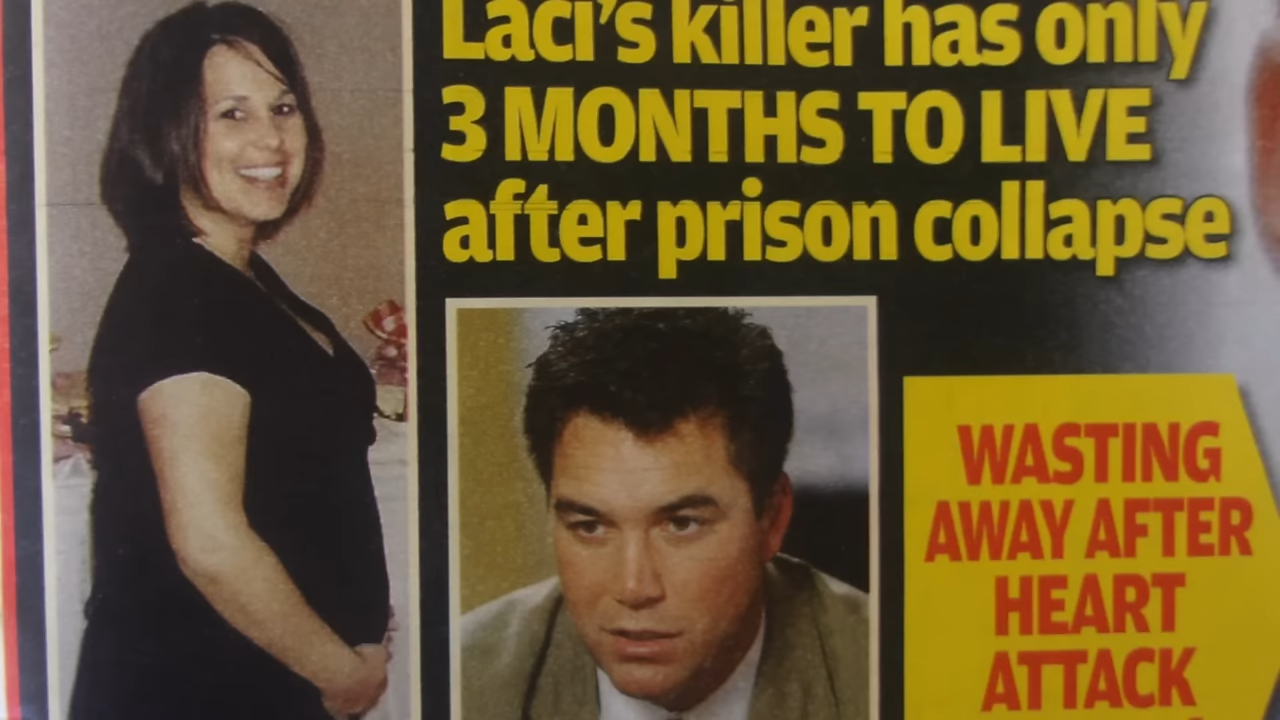 Laci's killer has only
3 MONTHS TO LIVE
after prison collapse
WASTING
AWAY AFTER
HEART
ATTACK